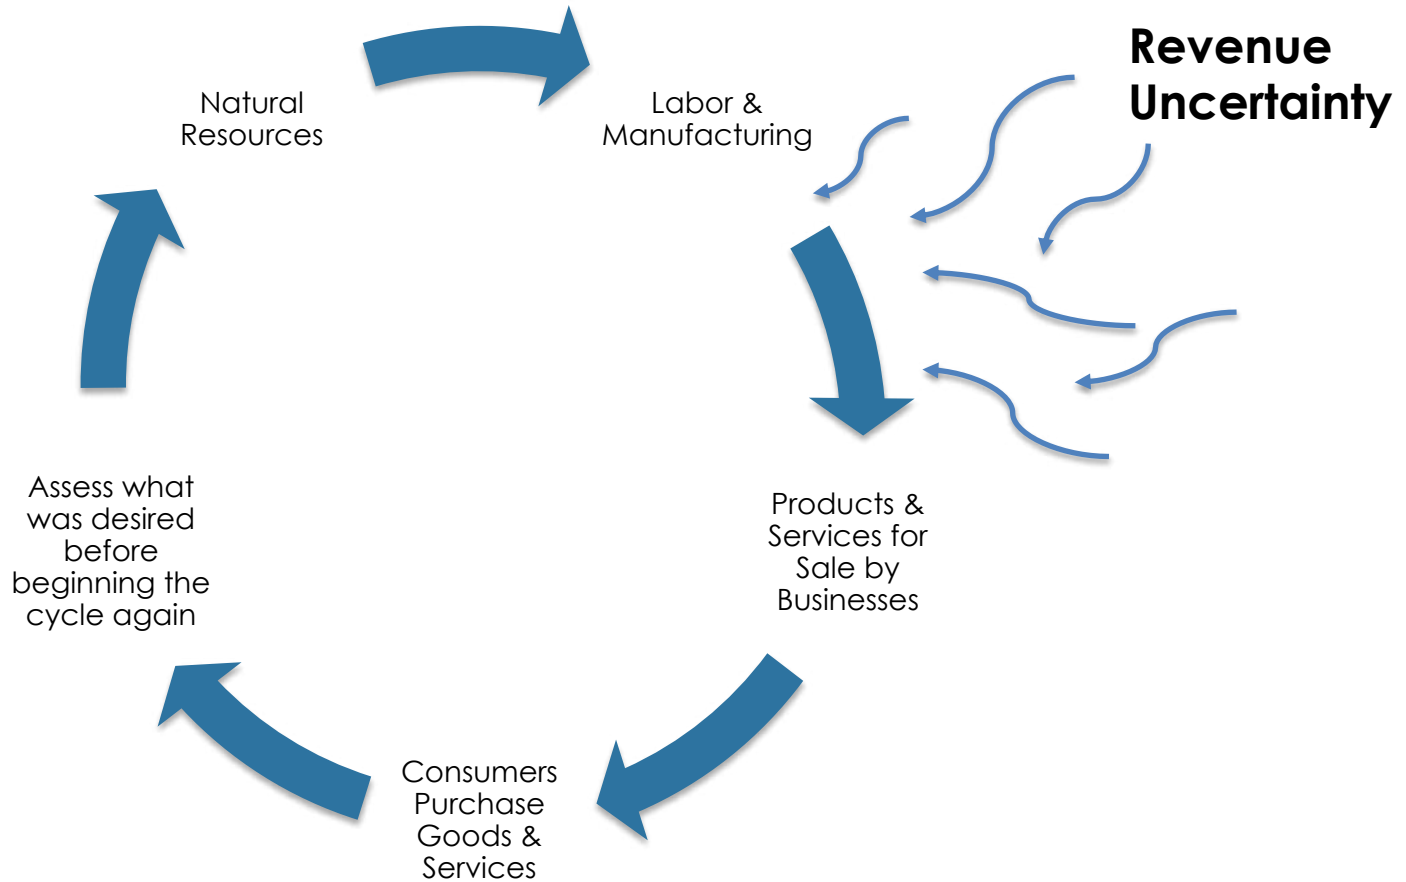 Revenue
Uncertainty
Natural
Resources
Labor &
Manufacturing
Products &
Services for
Sale by
Businesses
Consumers
Purchase
Goods &
Services
Assess what
was desired
before
beginning the
cycle again